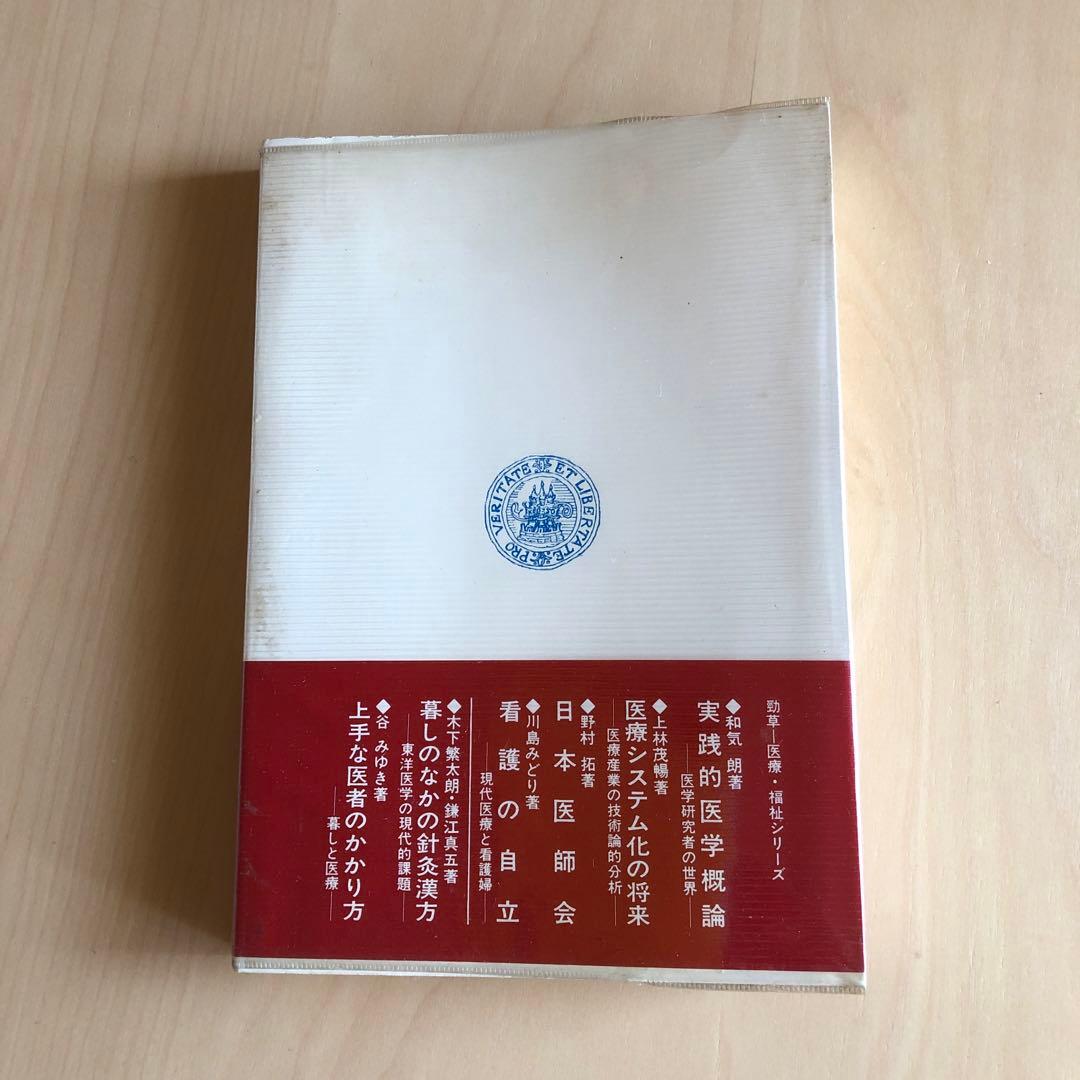 PRO VERITATE ET LIBERTATE
勁草—医療・福祉シリーズ
◆和気 朗著
実践的医学概論
——医学研究者の世界——
◆上林茂暢著
医療システム化の将来
——医療産業の技術論的分析——
◆野村 拓著
日本医師会
◆川島みどり著
看護の自立
——現代医療と看護婦——
◆木下繁太朗・鎌江真五著
暮しのなかの針灸漢方
——東洋医学の現代的課題——
◆谷 みゆき著
上手な医者のかかり方
——暮しと医療——